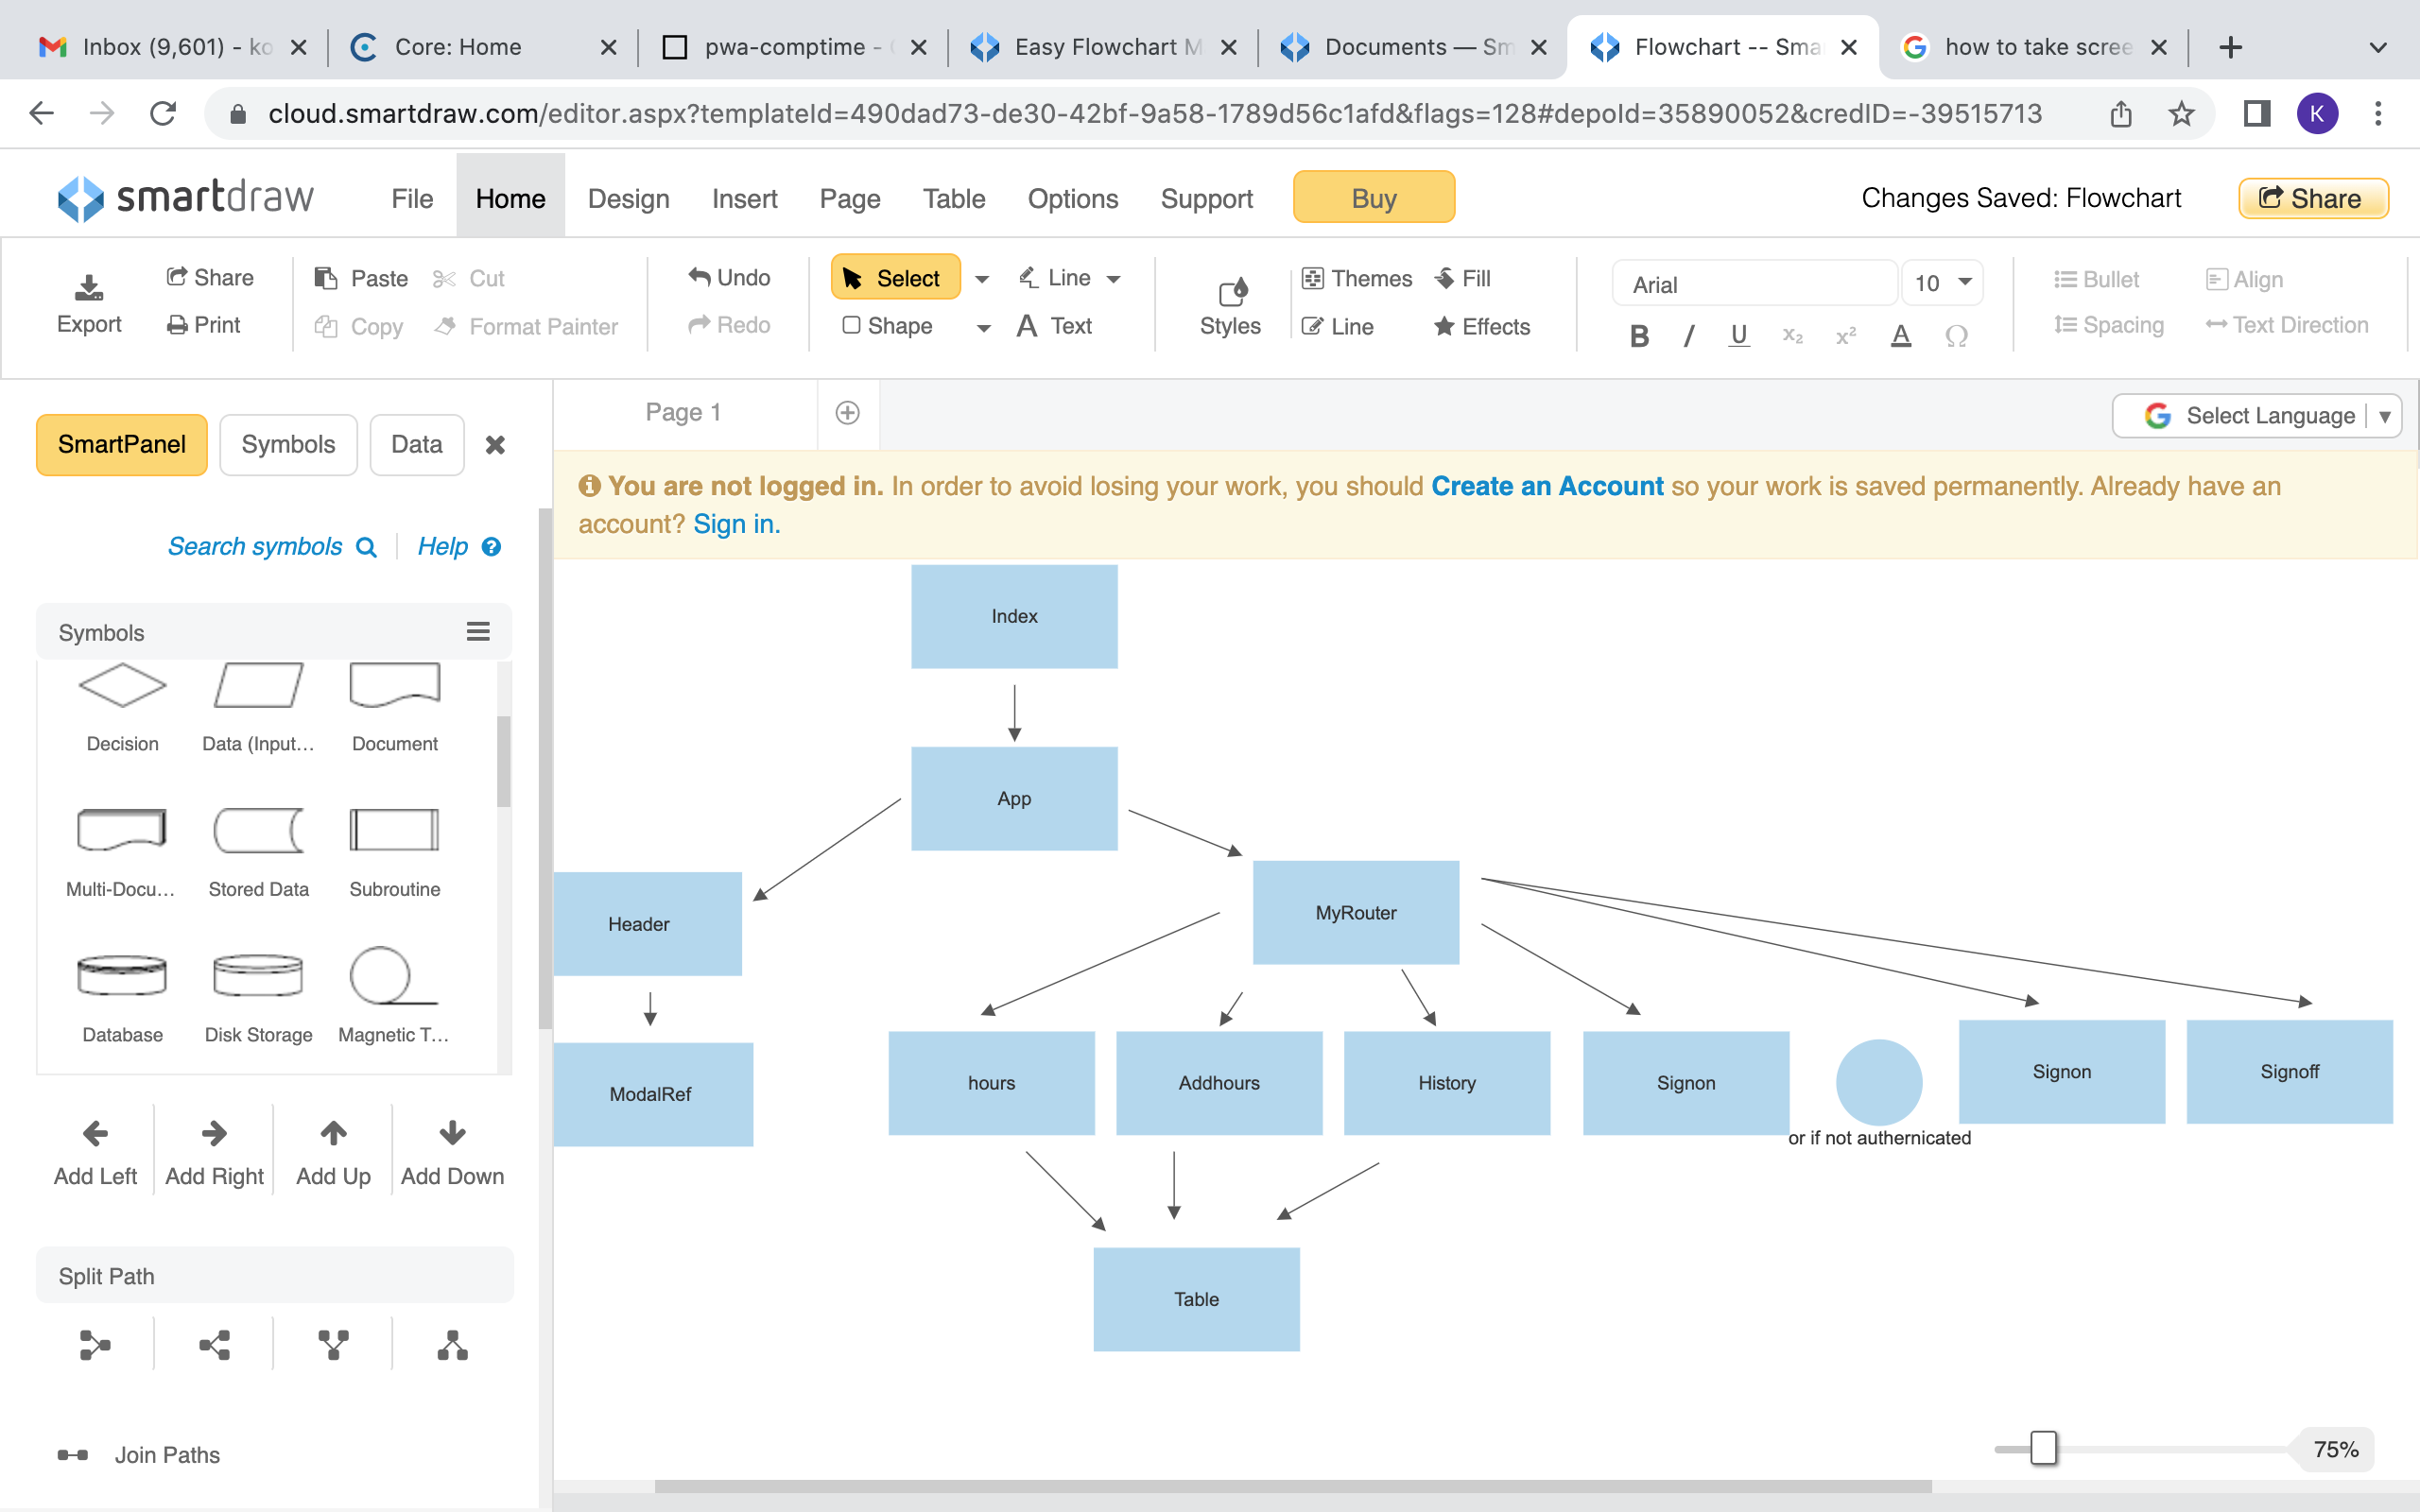 Inbox (9,601) - ko
Core: Home
pwa-comptime -
Easy Flowchart M
Documents — Sm
Flowchart -- Sma
how to take scree
cloud.smartdraw.com/editor.aspx?templateId=490dad73-de30-42bf-9a58-1789d56c1afd&flags=128#depoId=35890052&credID=-39515713
K
smartdraw
File
Home
Design
Insert
Page
Table
Options
Support
Buy
Changes Saved: Flowchart
Share
Export
Share
Print
Paste
Cut
Copy
Format Painter
Undo
Redo
Select
Line
Shape
A Text
Styles
Themes
Fill
Line
Effects
Arial
10
B I U x₂ x² A Ω
Bullet
Align
Spacing
Text Direction
SmartPanel
Symbols
Data
Page 1
Select Language
You are not logged in. In order to avoid losing your work, you should Create an Account so your work is saved permanently. Already have an
account? Sign in.
Search symbols
Help
Symbols
Decision
Data (Input...
Document
Multi-Docu...
Stored Data
Subroutine
Database
Disk Storage
Magnetic T...
Add Left
Add Right
Add Up
Add Down
Split Path
Join Paths
Index
App
Header
MyRouter
ModalRef
hours
Addhours
History
Signon
or if not authernicated
Signon
Signoff
Table
75%